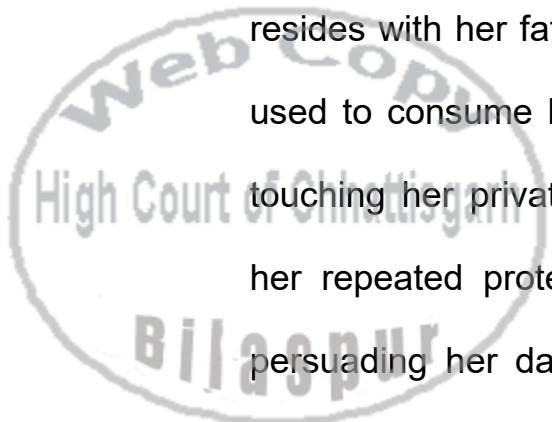 resides with her
used to consume
touching her
her repeated
persuading her
Web Copy
High Court of Chhattisgarh
Bilaspur